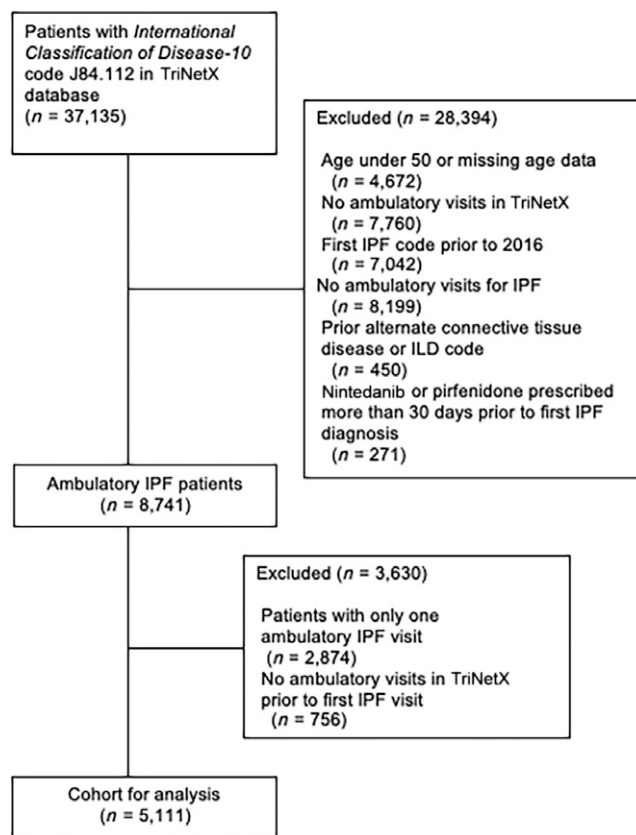 Patients with International
Classification of Disease-10
code J84.112 in TriNetX
database
(n = 37,135)
Excluded (n = 28,394)
Age under 50 or missing age data
(n = 4,672)
No ambulatory visits in TriNetX
(n = 7,760)
First IPF code prior to 2016
(n = 7,042)
No ambulatory visits for IPF
(n = 8,199)
Prior alternate connective tissue
disease or ILD code
(n = 450)
Nintedanib or pirfenidone prescribed
more than 30 days prior to first IPF
diagnosis
(n = 271)
Ambulatory IPF patients
(n = 8,741)
Excluded (n = 3,630)
Patients with only one
ambulatory IPF visit
(n = 2,874)
No ambulatory visits in TriNetX
prior to first IPF visit
(n = 756)
Cohort for analysis
(n = 5,111)